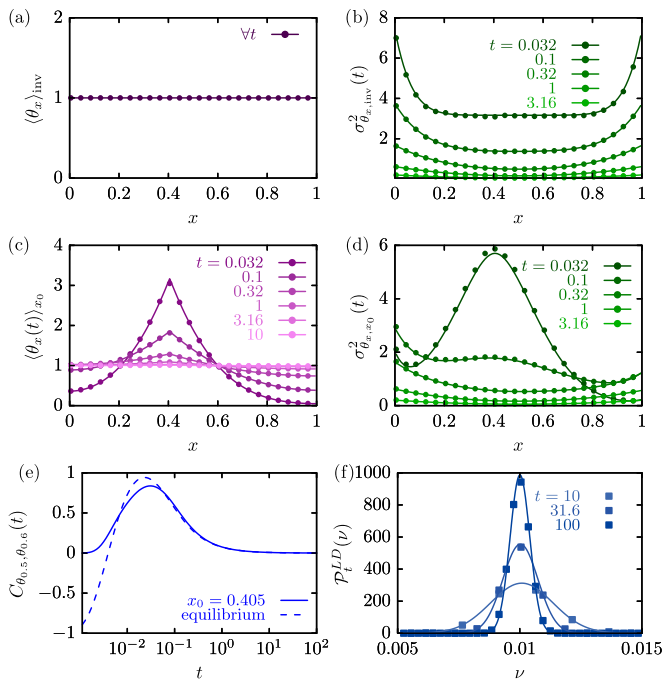 (a)
2
1
0
⟨θx⟩inv
∀t
0 0.2 0.4 0.6 0.8 1
x
(b)
8
6
4
2
σ²θx,inv(t)
t = 0.032
0.1
0.32
1
3.16
0 0.2 0.4 0.6 0.8 1
x
(c)
4
3
2
1
0
⟨θx(t)⟩x0
t = 0.032
0.1
0.32
1
3.16
10
0 0.2 0.4 0.6 0.8 1
x
(d)
6
4
2
0
σ²θx,x0(t)
t = 0.032
0.1
0.32
1
3.16
0 0.2 0.4 0.6 0.8 1
x
(e)
1
0.5
0
−0.5
−1
Cθ0.5,θ0.6(t)
x0 = 0.405
equilibrium
10⁻² 10⁻¹ 10⁰ 10¹ 10²
t
(f)
1000
800
600
400
200
0
𝒫tLD(ν)
t = 10
31.6
100
0.005 0.01 0.015
ν